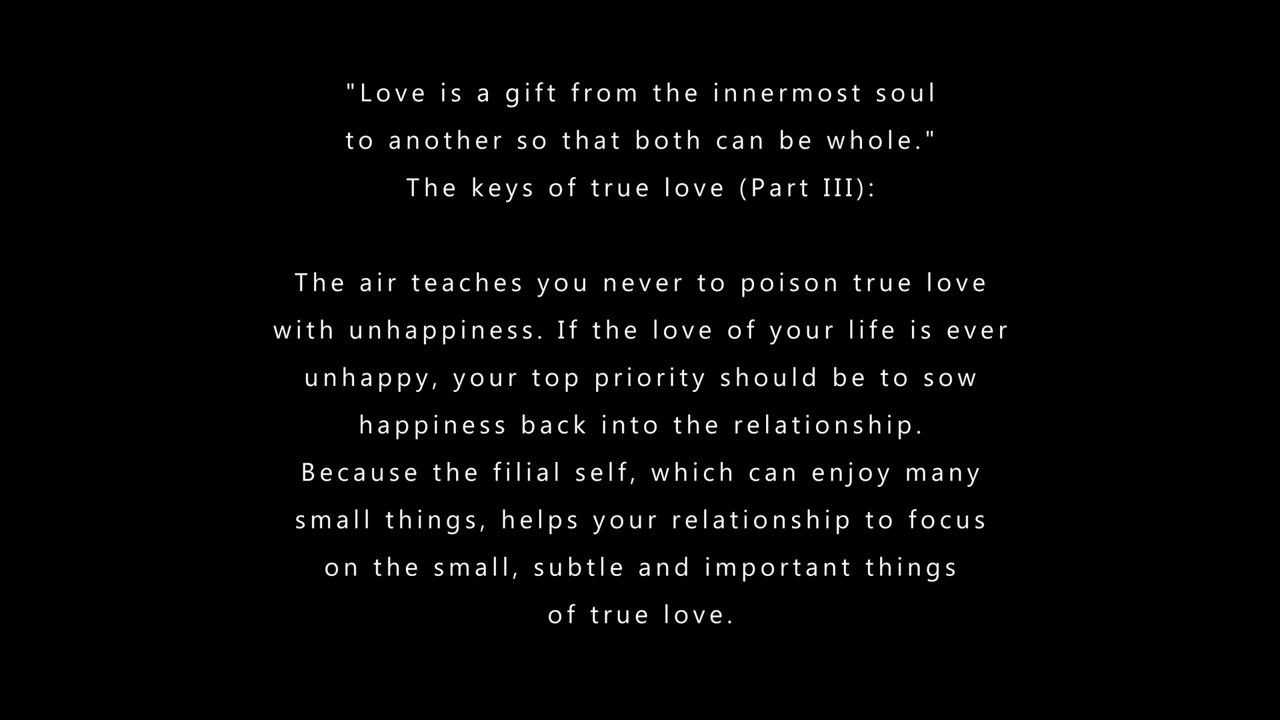 "Love is a gift from the innermost soul
to another so that both can be whole."
The keys of true love (Part III):
The air teaches you never to poison true love
with unhappiness. If the love of your life is ever
unhappy, your top priority should be to sow
happiness back into the relationship.
Because the filial self, which can enjoy many
small things, helps your relationship to focus
on the small, subtle and important things
of true love.